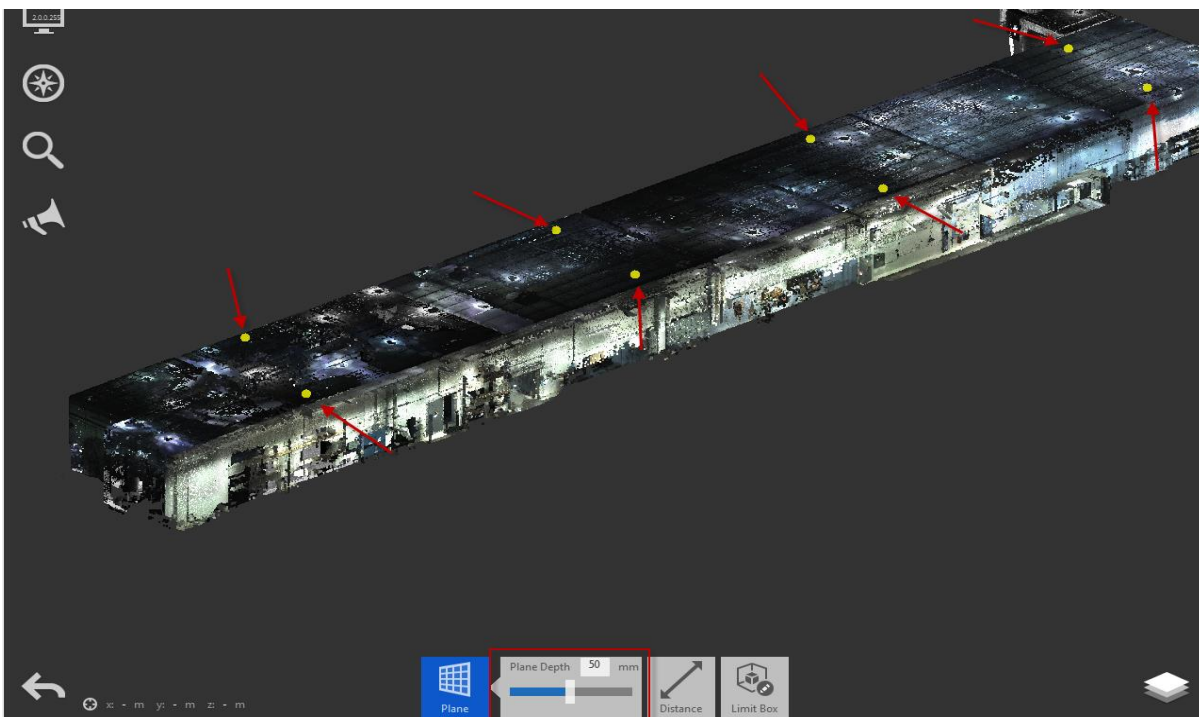 2.0.0.255
Plane Depth 50 mm
Plane
Distance
Limit Box
x: - m y: - m z: - m